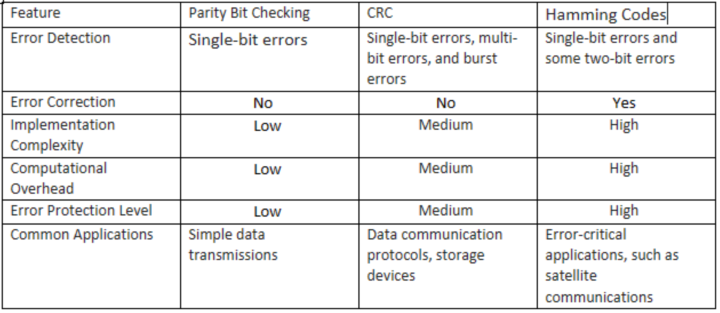 Feature Parity Bit Checking CRC Hamming Codes
Error Detection Single-bit errors Single-bit errors, multi- Single-bit errors and
bit errors, and burst some two-bit errors
errors
Error Correction No No Yes
Implementation Low Medium High
Complexity
Computational Low Medium High
Overhead
Error Protection Level Low Medium High
Common Applications Simple data Data communication Error-critical
transmissions protocols, storage applications, such as
devices satellite
communications